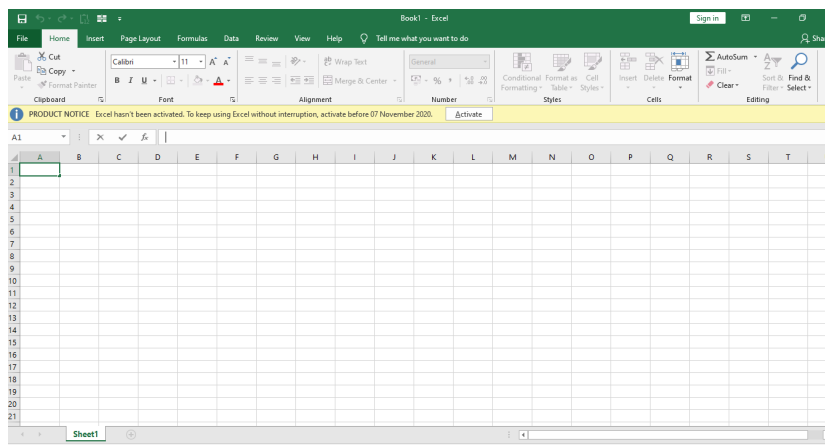 Book1 - Excel
Sign in
File Home Insert Page Layout Formulas Data Review View Help Tell me what you want to do Sha
Paste Cut Calibri 11 A A Wrap Text General Conditional Format as Cell Insert Delete Format AutoSum Sort & Find &
Copy Fill Formatting Table Styles Filter Select
Format Painter B I U A Merge & Center % , Clear
Clipboard Font Alignment Number Styles Cells Editing
PRODUCT NOTICE Excel hasn't been activated. To keep using Excel without interruption, activate before 07 November 2020. Activate
A1 fx
A B C D E F G H I J K L M N O P Q R S T
1
2
3
4
5
6
7
8
9
10
11
12
13
14
15
16
17
18
19
20
21
Sheet1